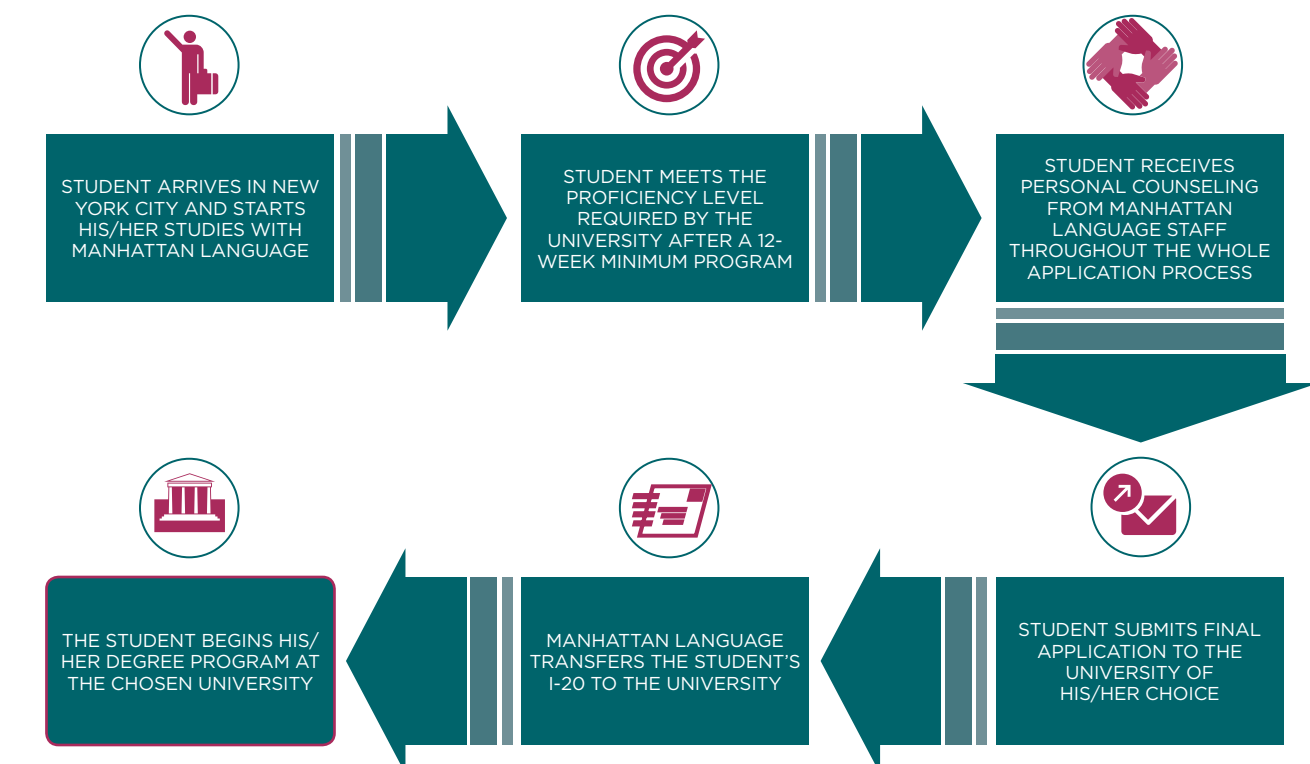 STUDENT ARRIVES IN NEW
YORK CITY AND STARTS
HIS/HER STUDIES WITH
MANHATTAN LANGUAGE
STUDENT MEETS THE
PROFICIENCY LEVEL
REQUIRED BY THE
UNIVERSITY AFTER A 12-
WEEK MINIMUM PROGRAM
STUDENT RECEIVES
PERSONAL COUNSELING
FROM MANHATTAN
LANGUAGE STAFF
THROUGHOUT THE WHOLE
APPLICATION PROCESS
STUDENT SUBMITS FINAL
APPLICATION TO THE
UNIVERSITY OF
HIS/HER CHOICE
MANHATTAN LANGUAGE
TRANSFERS THE STUDENT’S
I-20 TO THE UNIVERSITY
THE STUDENT BEGINS HIS/
HER DEGREE PROGRAM AT
THE CHOSEN UNIVERSITY